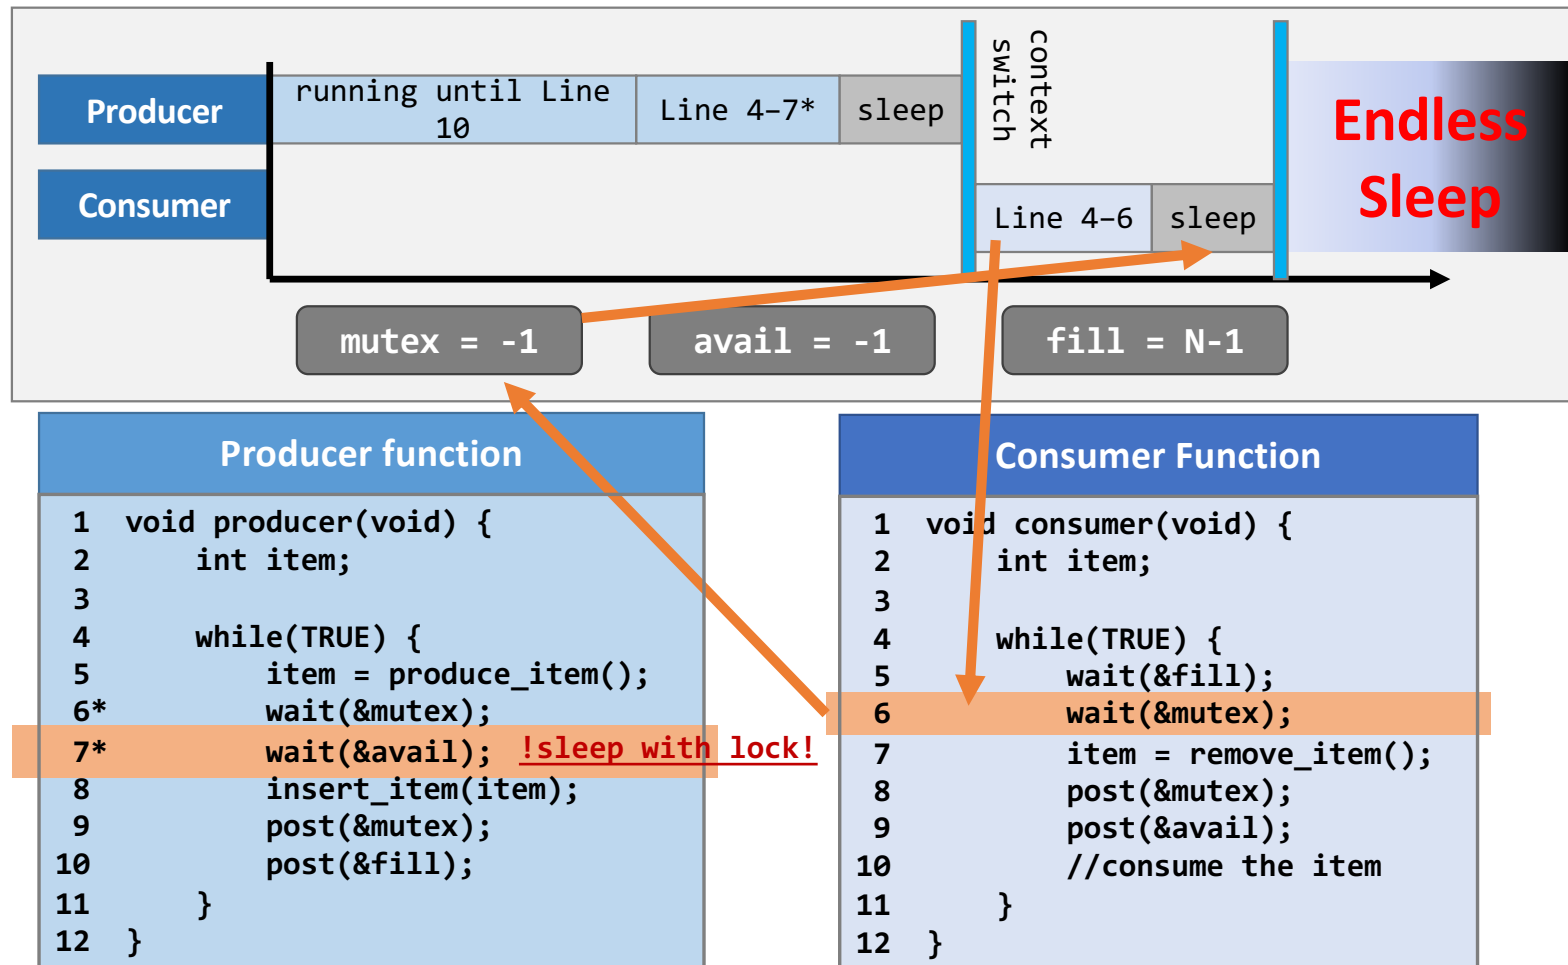 context
switch
Producer
running until Line
10
Line 4–7*
sleep
Endless
Sleep
Consumer
Line 4–6
sleep
mutex = -1
avail = -1
fill = N-1
Producer function
1 void producer(void) {
2 int item;
3
4 while(TRUE) {
5 item = produce_item();
6* wait(&mutex);
7* wait(&avail); !sleep with lock!
8 insert_item(item);
9 post(&mutex);
10 post(&fill);
11 }
12 }
Consumer Function
1 void consumer(void) {
2 int item;
3
4 while(TRUE) {
5 wait(&fill);
6 wait(&mutex);
7 item = remove_item();
8 post(&mutex);
9 post(&avail);
10 //consume the item
11 }
12 }